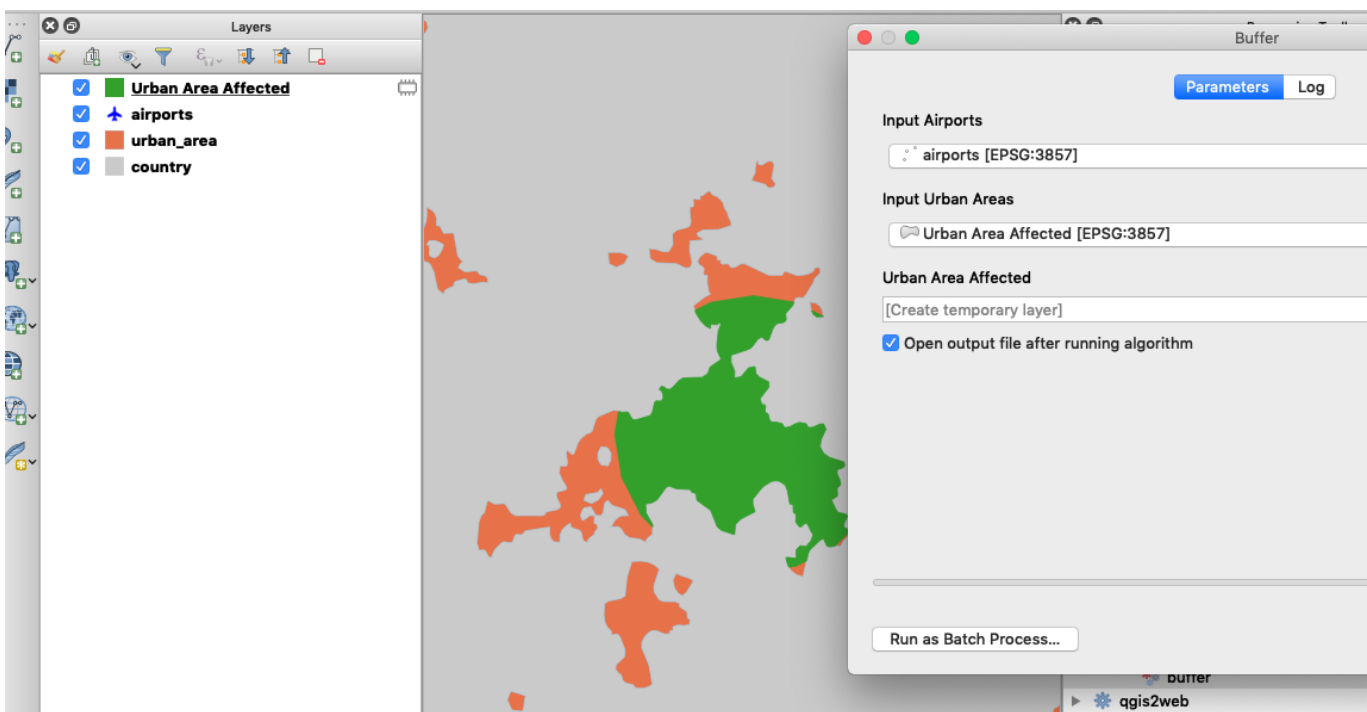 Layers
Urban Area Affected
airports
urban_area
country
Buffer
Parameters
Log
Input Airports
airports [EPSG:3857]
Input Urban Areas
Urban Area Affected [EPSG:3857]
Urban Area Affected
[Create temporary layer]
Open output file after running algorithm
Run as Batch Process...
buffer
qgis2web